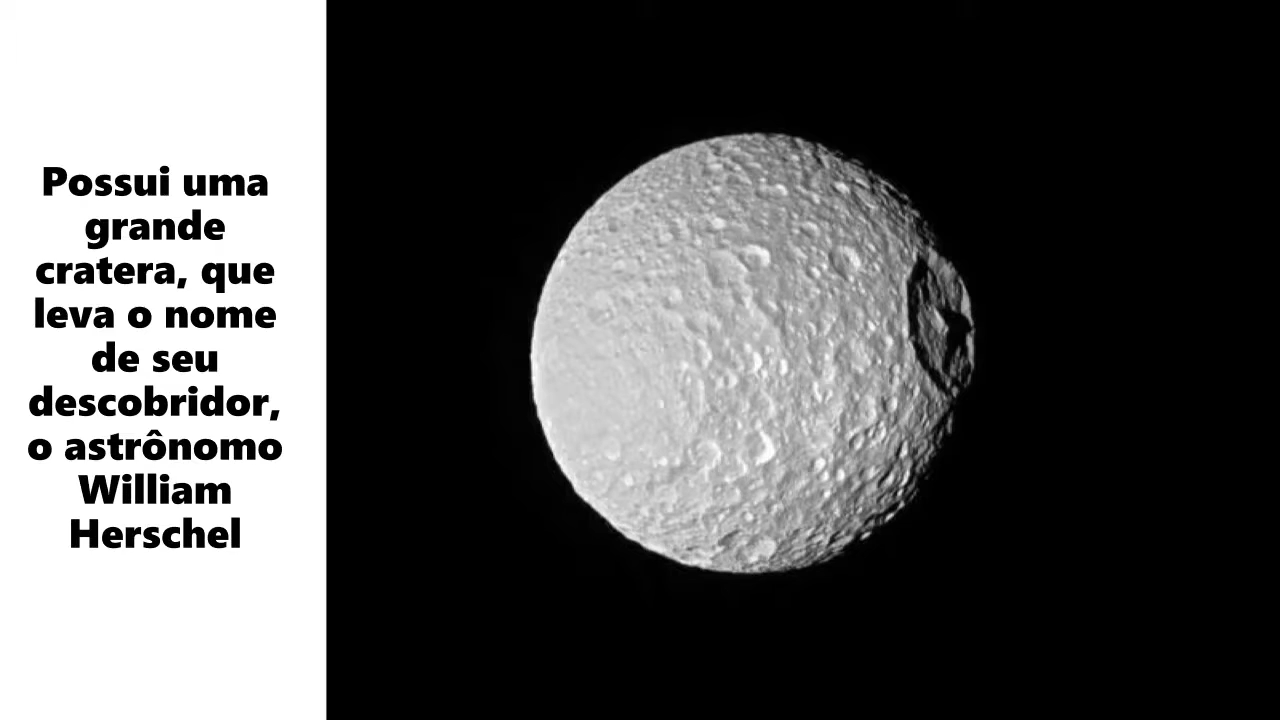 Possui uma
grande
cratera, que
leva o nome
de seu
descobridor,
o astrônomo
William
Herschel